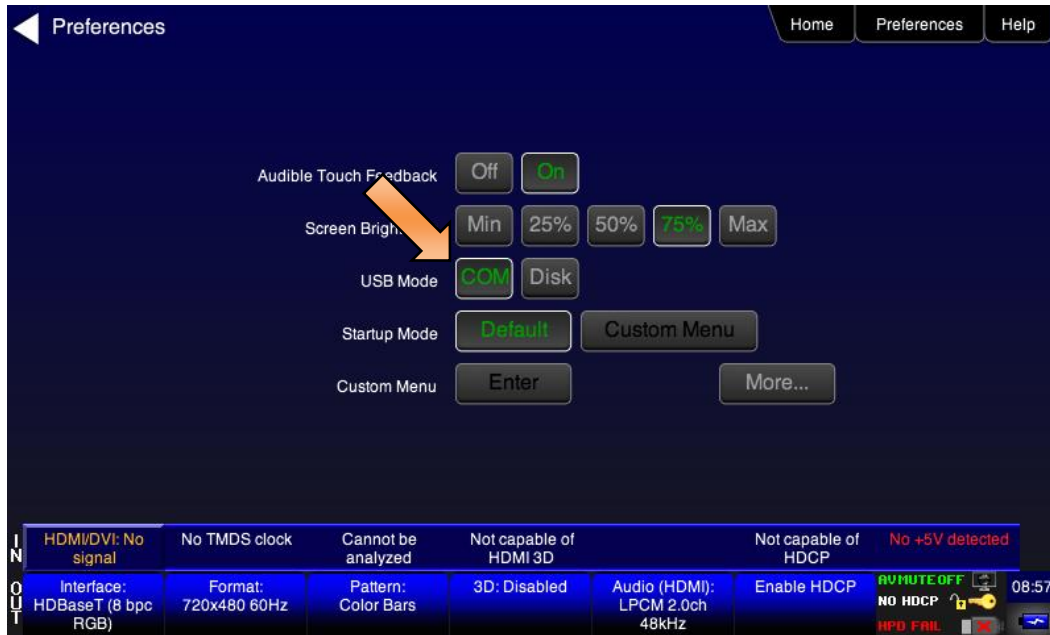 Preferences
Home Preferences Help
Audible Touch Feedback Off On
Screen Min 25% 50% 75% Max
USB Mode COM Disk
Startup Mode Default Custom Menu
Custom Menu Enter More...
IN
HDMI/DVI: No
signal
No TMDS clock
Cannot be
analyzed
Not capable of
HDMI 3D
Not capable of
HDCP
No +5V detected
OUT
Interface:
HDBaseT (8 bpc
RGB)
Format:
720x480 60Hz
Pattern:
Color Bars
3D: Disabled
Audio (HDMI):
LPCM 2.0ch
48kHz
Enable HDCP
AVMUTE OFF
NO HDCP
HPD FAIL
08:57